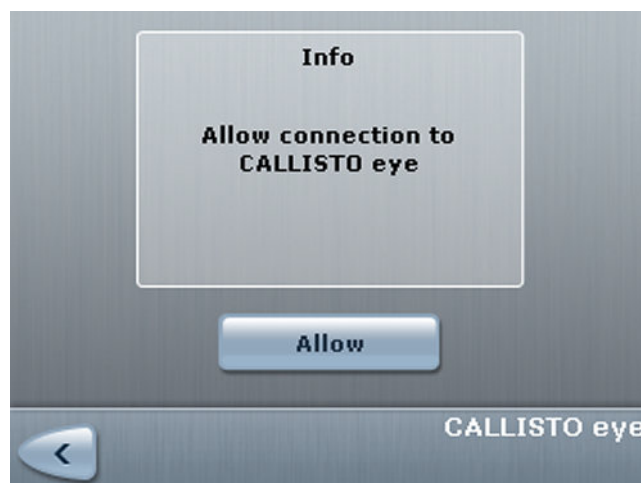 Info
Allow connection to
CALLISTO eye
Allow
CALLISTO eye